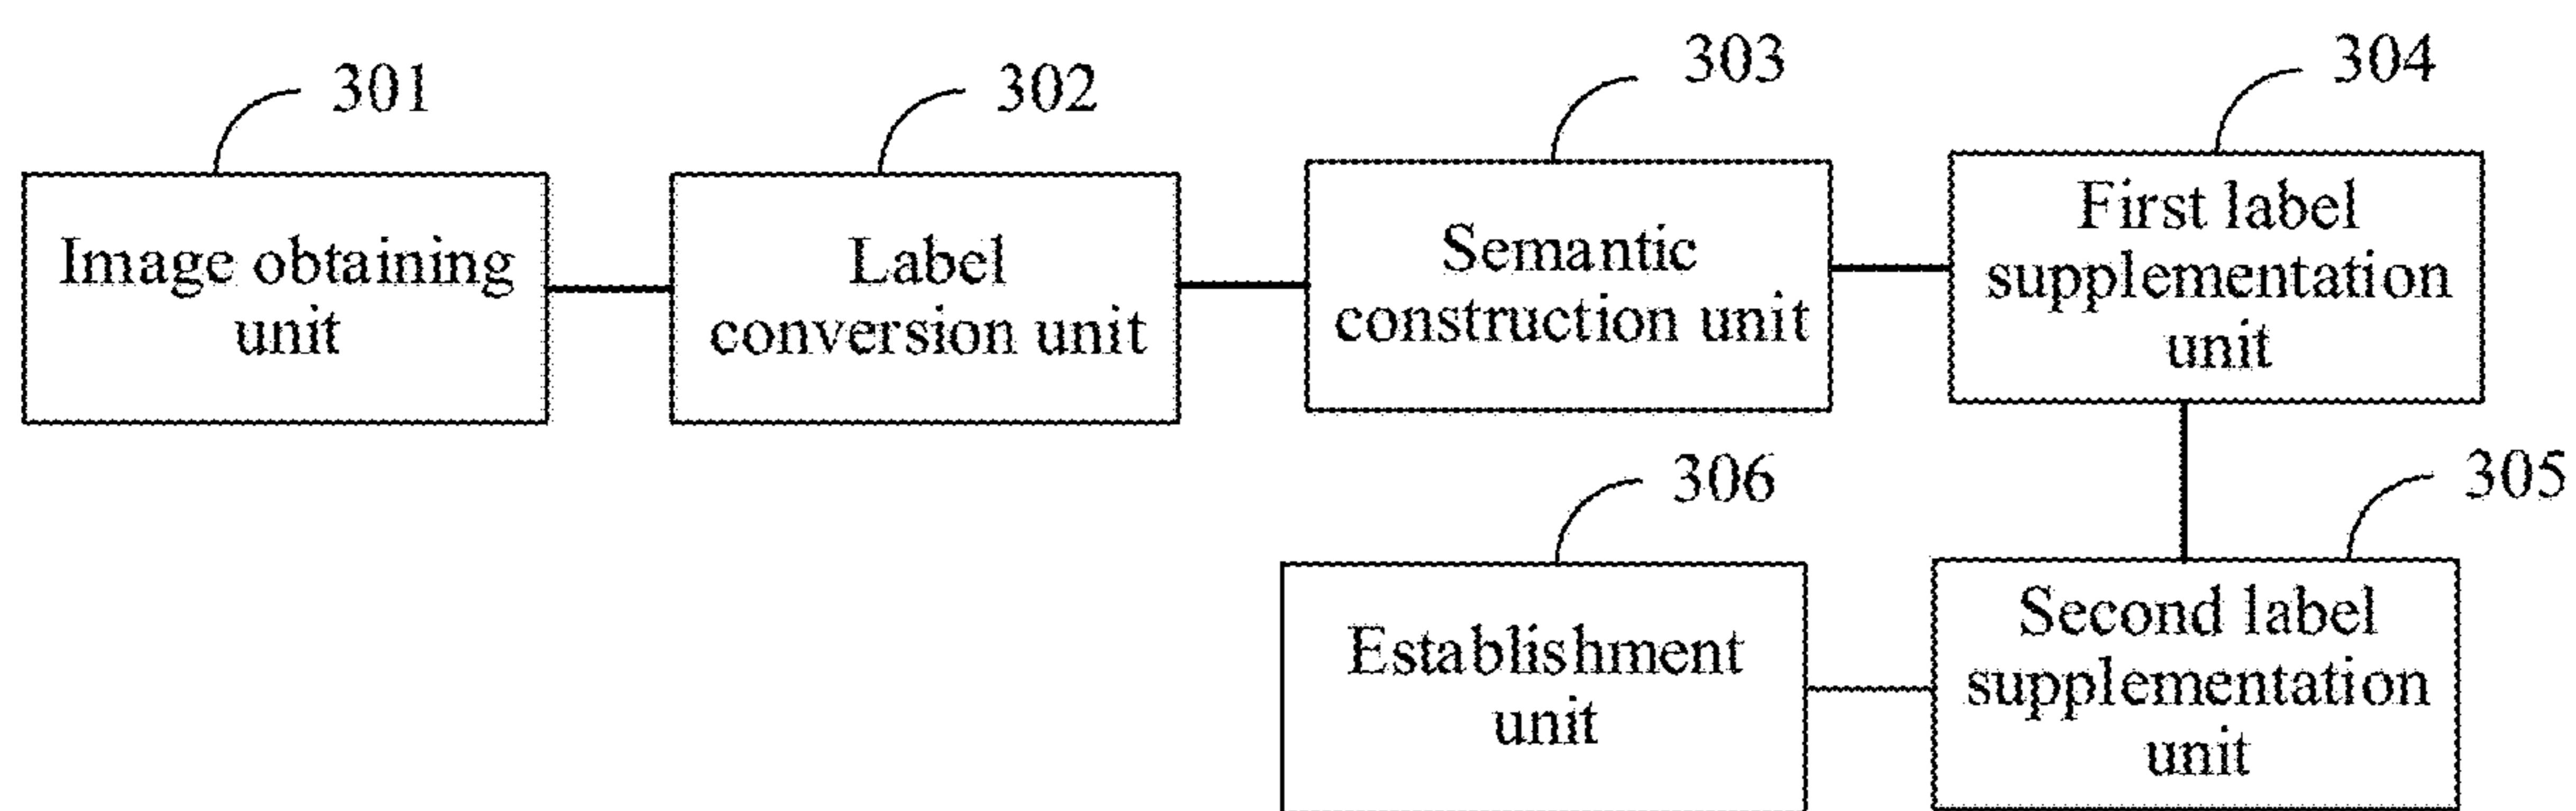 301
302
303
304
Image obtaining
unit
Label
conversion unit
Semantic
construction unit
First label
supplementation
unit
306
305
Establishment
unit
Second label
supplementation
unit